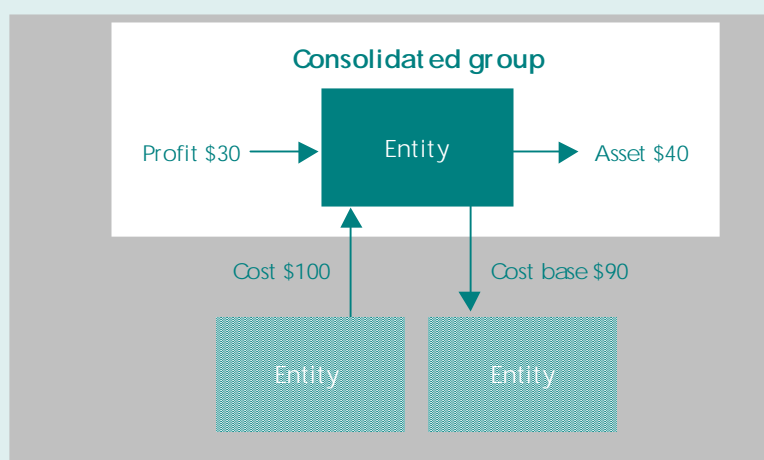 Consolidated group
Profit $30
Entity
Asset $40
Cost $100
Cost base $90
Entity
Entity